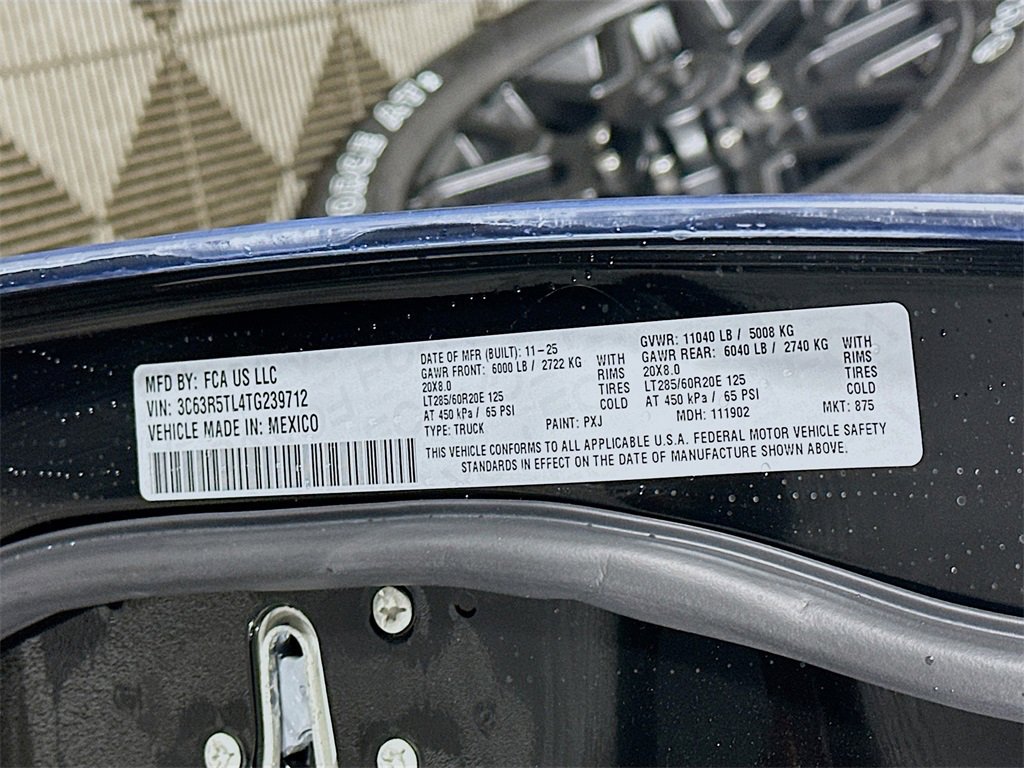 MFD BY: FCA US LLC
VIN: 3C63R5TL4TG239712
VEHICLE MADE IN: MEXICO
DATE OF MFR (BUILT): 11-25
GAWR FRONT: 6000 LB / 2722 KG WITH
20X8.0 RIMS
LT285/60R20E 125 TIRES
AT 450 kPa / 65 PSI COLD
TYPE: TRUCK PAINT: PXJ
GVWR: 11040 LB / 5008 KG
GAWR REAR: 6040 LB / 2740 KG WITH
20X8.0 RIMS
LT285/60R20E 125 TIRES
AT 450 kPa / 65 PSI COLD
MDH: 111902 MKT: 875
THIS VEHICLE CONFORMS TO ALL APPLICABLE U.S.A. FEDERAL MOTOR VEHICLE SAFETY
STANDARDS IN EFFECT ON THE DATE OF MANUFACTURE SHOWN ABOVE.